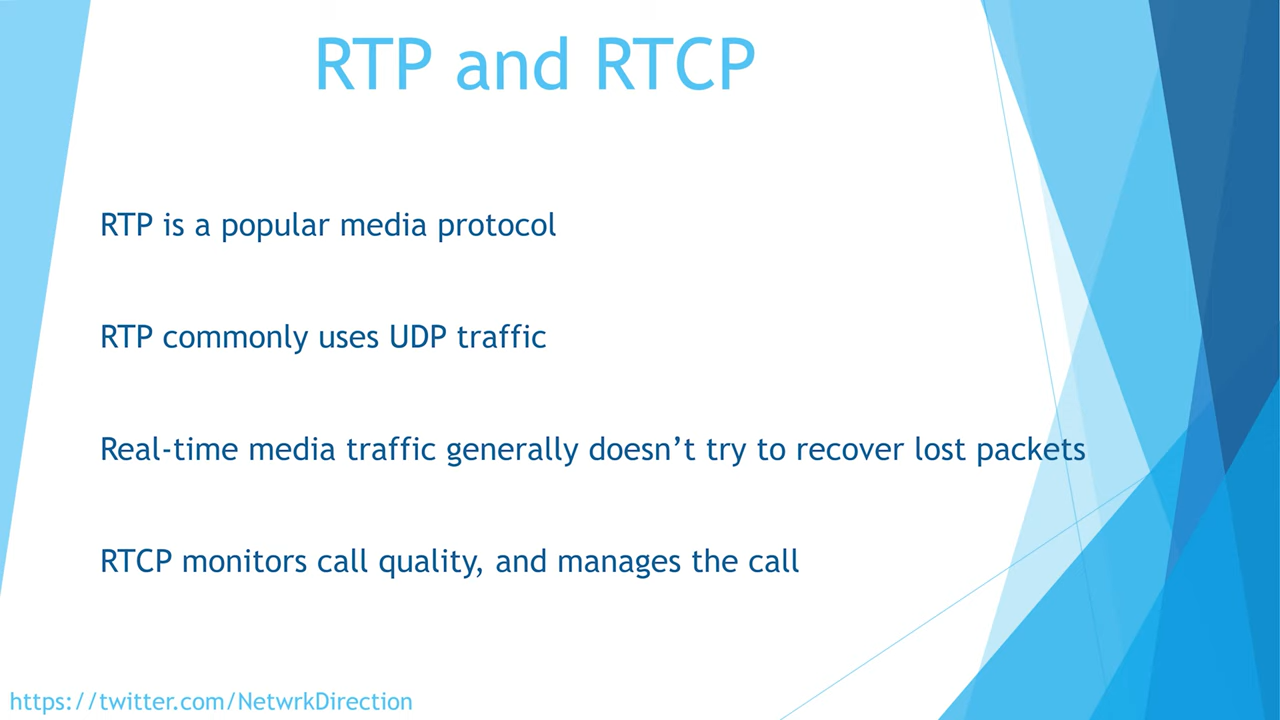 RTP and RTCP
RTP is a popular media protocol
RTP commonly uses UDP traffic
Real-time media traffic generally doesn’t try to recover lost packets
RTCP monitors call quality, and manages the call
https://twitter.com/NetwrkDirection